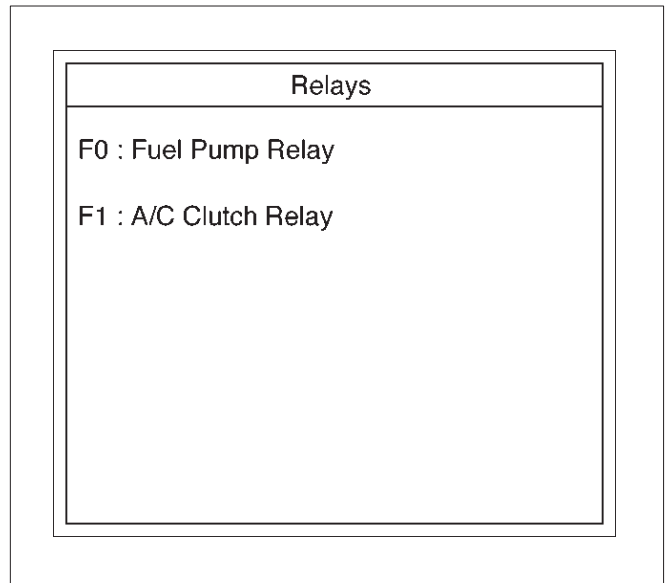 Relays
F0 : Fuel Pump Relay
F1 : A/C Clutch Relay